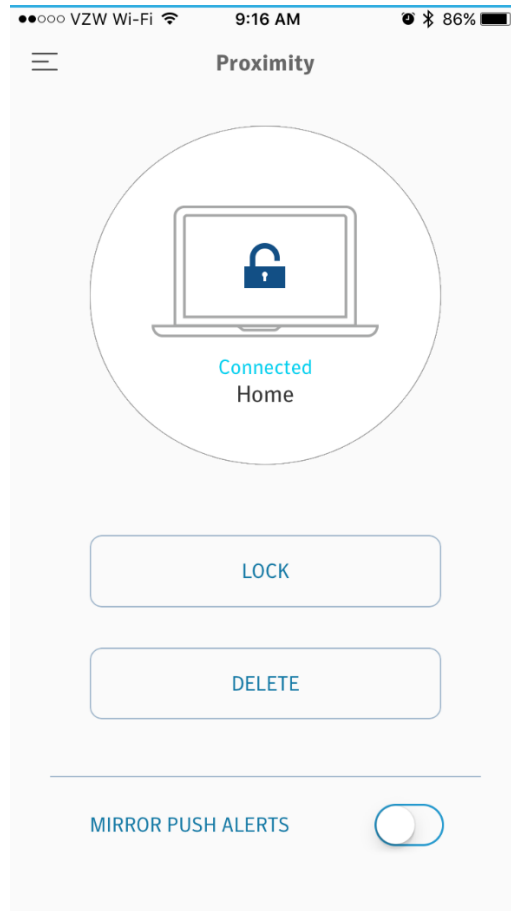 VZW Wi-Fi 9:16 AM 86%
Proximity
Connected
Home
LOCK
DELETE
MIRROR PUSH ALERTS